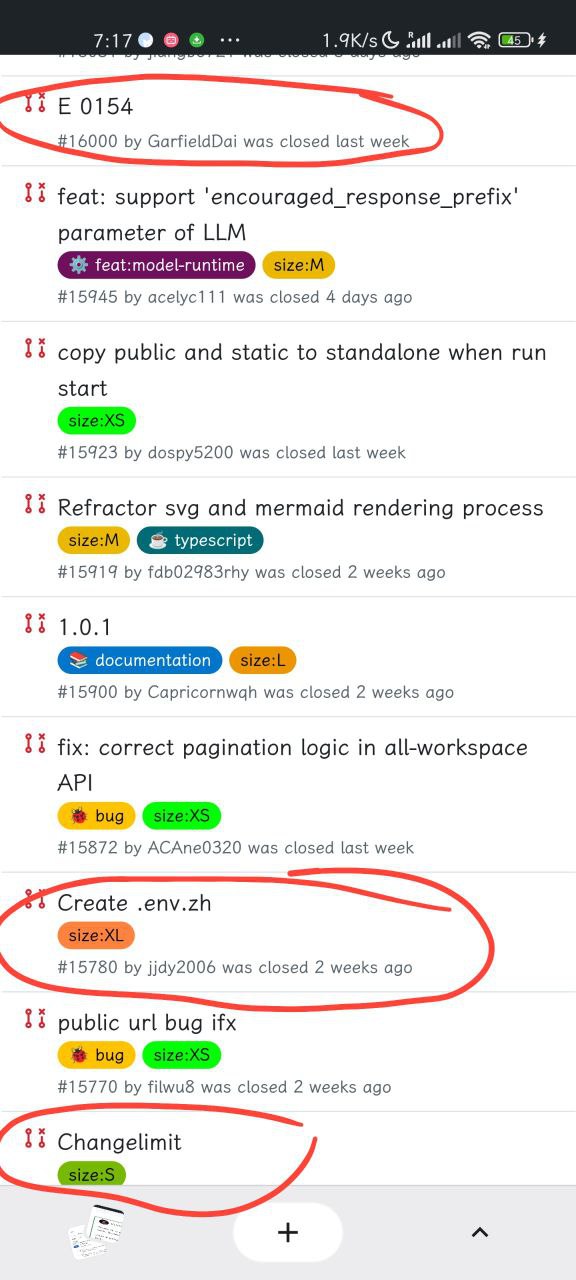 7:17
1.9K/s
R
45
E 0154
#16000 by GarfieldDai was closed last week
feat: support 'encouraged_response_prefix'
parameter of LLM
feat:model-runtime size:M
#15945 by acelyc111 was closed 4 days ago
copy public and static to standalone when run
start
size:XS
#15923 by dospy5200 was closed last week
Refractor svg and mermaid rendering process
size:M typescript
#15919 by fdb02983rhy was closed 2 weeks ago
1.0.1
documentation size:L
#15900 by Capricornwqh was closed 2 weeks ago
fix: correct pagination logic in all-workspace
API
bug size:XS
#15872 by ACAne0320 was closed last week
Create .env.zh
size:XL
#15780 by jjdy2006 was closed 2 weeks ago
public url bug ifx
bug size:XS
#15770 by filwu8 was closed 2 weeks ago
Changelimit
size:S